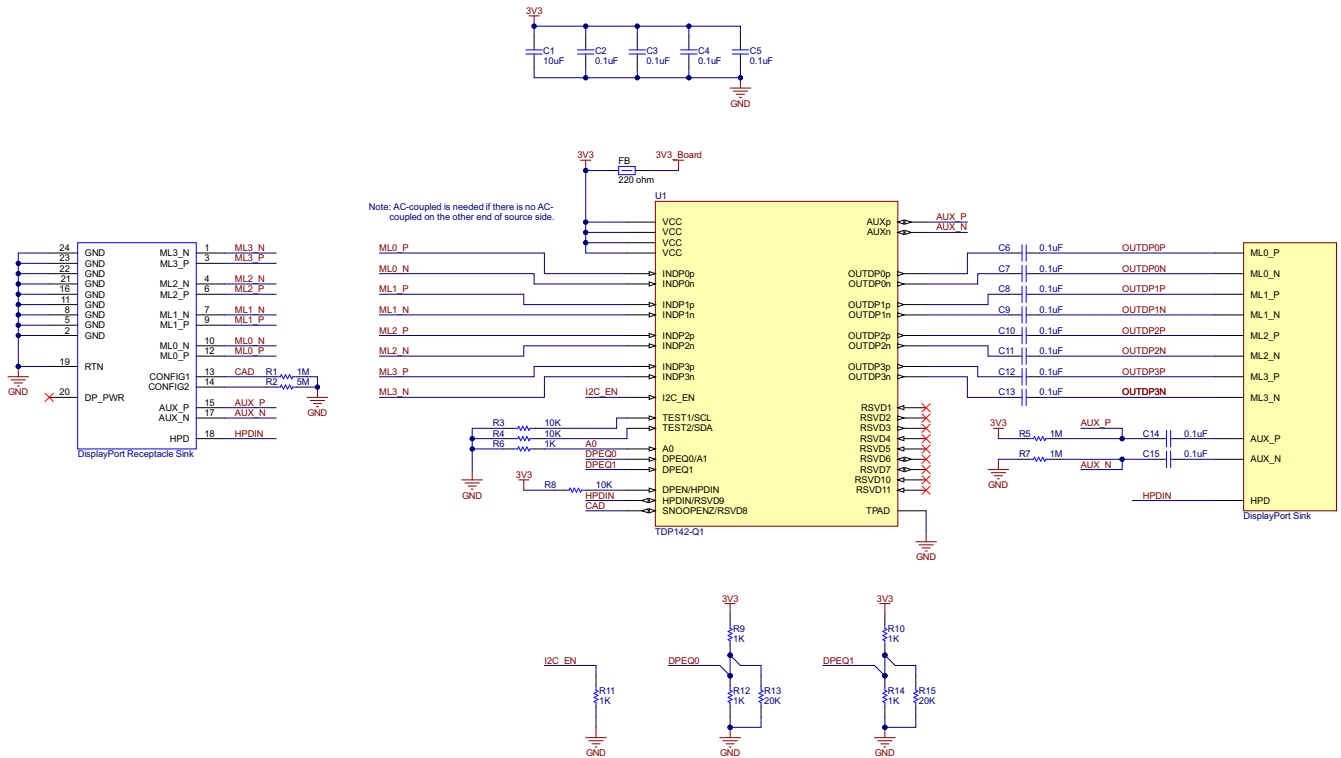 3V3
C1
10uF
C2
0.1uF
C3
0.1uF
C4
0.1uF
C5
0.1uF
GND
3V3
FB
220 ohm
3V3_Board
Note: AC-coupled is needed if there is no AC-
coupled on the other end of source side.
24 GND
23 GND
22 GND
21 GND
16 GND
11 GND
8 GND
5 GND
2 GND
19 RTN
20 DP_PWR
GND
ML3_N 1 ML3_N
ML3_P 3 ML3_P
ML2_N 4 ML2_N
ML2_P 6 ML2_P
ML1_N 7 ML1_N
ML1_P 9 ML1_P
ML0_N 10 ML0_N
ML0_P 12 ML0_P
CONFIG1 13 CAD R1 1M
CONFIG2 14 R2 5M
GND
AUX_P 15 AUX_P
AUX_N 17 AUX_N
HPD 18 HPDIN
DisplayPort Receptacle Sink
ML0_P
ML0_N
ML1_P
ML1_N
ML2_P
ML2_N
ML3_P
ML3_N
I2C_EN
R3 10K
R4 10K
R6 1K
A0
DPEQ0
DPEQ1
GND
3V3
R8 10K
HPDIN
CAD
U1
VCC
VCC
VCC
VCC
INDP0p
INDP0n
INDP1p
INDP1n
INDP2p
INDP2n
INDP3p
INDP3n
I2C_EN
TEST1/SCL
TEST2/SDA
A0
DPEQ0/A1
DPEQ1
DPEN/HPDIN
HPDIN/RSVD9
SNOOPENZ/RSVD8
AUXp
AUXn
OUTDP0p
OUTDP0n
OUTDP1p
OUTDP1n
OUTDP2p
OUTDP2n
OUTDP3p
OUTDP3n
RSVD1
RSVD2
RSVD3
RSVD4
RSVD5
RSVD6
RSVD7
RSVD10
RSVD11
TPAD
TDP142-Q1
GND
AUX_P
AUX_N
C6 0.1uF OUTDP0P
C7 0.1uF OUTDP0N
C8 0.1uF OUTDP1P
C9 0.1uF OUTDP1N
C10 0.1uF OUTDP2P
C11 0.1uF OUTDP2N
C12 0.1uF OUTDP3P
C13 0.1uF OUTDP3N
3V3
R5 1M
AUX_P
C14 0.1uF
R7 1M
AUX_N
C15 0.1uF
GND
HPDIN
ML0_P
ML0_N
ML1_P
ML1_N
ML2_P
ML2_N
ML3_P
ML3_N
AUX_P
AUX_N
HPD
DisplayPort Sink
I2C_EN
R11
1K
GND
3V3
R9
1K
DPEQ0
R12
1K
R13
20K
GND
3V3
R10
1K
DPEQ1
R14
1K
R15
20K
GND